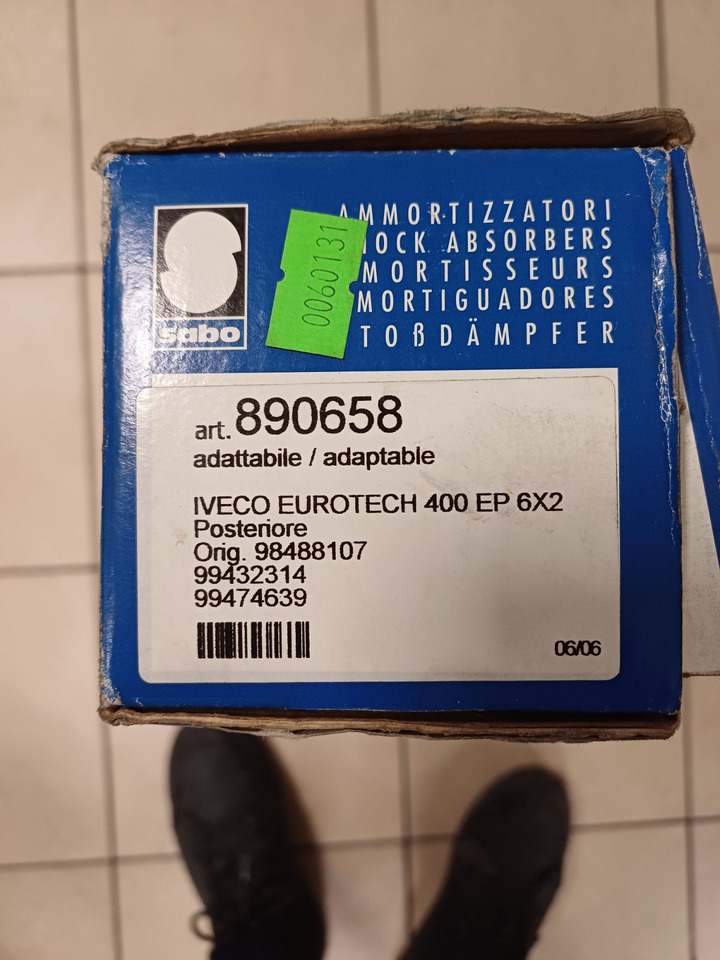 sabo
0060131
AMMORTIZZATORI
OCK ABSORBERS
MORTISSEURS
MORTIGUADORES
TOßDÄMPFER
art. 890658
adattabile / adaptable
IVECO EUROTECH 400 EP 6X2
Posteriore
Orig. 98488107
99432314
99474639
06/06